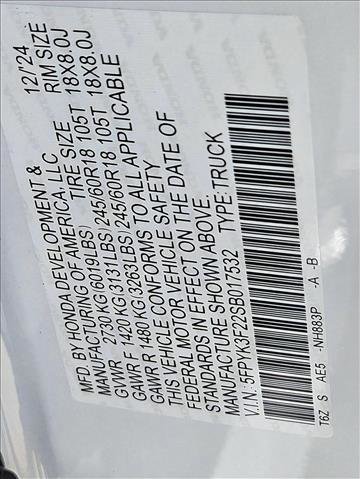 MFD. BY HONDA DEVELOPMENT & 12/'24
MANUFACTURING OF AMERICA, LLC. TIRE SIZE RIM SIZE
GVWR 2730 KG(6019LBS) 245/60R18 105T 18X8.0J
GAWR F 1420 KG(3131LBS) 245/60R18 105T 18X8.0J
GAWR R 1480 KG(3263LBS)
THIS VEHICLE CONFORMS TO ALL APPLICABLE
FEDERAL MOTOR VEHICLE SAFETY
STANDARDS IN EFFECT ON THE DATE OF
MANUFACTURE SHOWN ABOVE.
V.I.N.:5FPYK3F22SB017532 TYPE:TRUCK
T6Z S AE5 -NH883P A -B